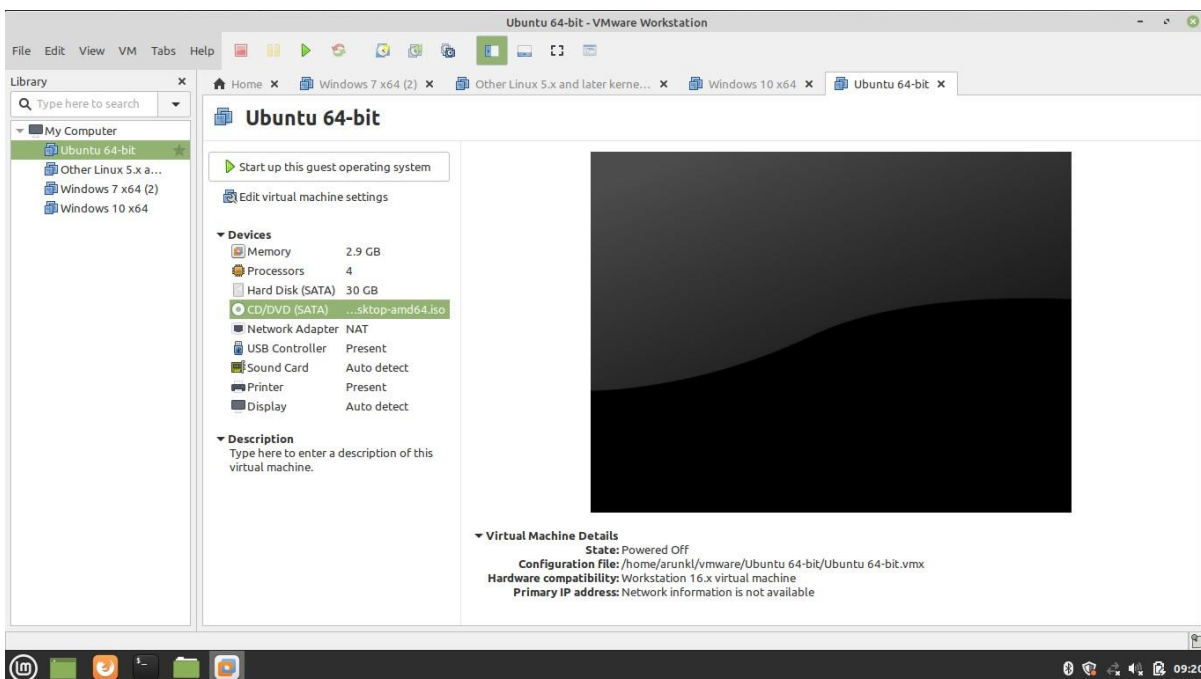 Ubuntu 64-bit - VMware Workstation
File Edit View VM Tabs Help
Library
Home Windows 7 x64 (2) Other Linux 5.x and later kerne... Windows 10 x64 Ubuntu 64-bit
Type here to search
My Computer
Ubuntu 64-bit
Other Linux 5.x a...
Windows 7 x64 (2)
Windows 10 x64
Ubuntu 64-bit
Start up this guest operating system
Edit virtual machine settings
Devices
Memory 2.9 GB
Processors 4
Hard Disk (SATA) 30 GB
CD/DVD (SATA) ...sktop-amd64.iso
Network Adapter NAT
USB Controller Present
Sound Card Auto detect
Printer Present
Display Auto detect
Description
Type here to enter a description of this
virtual machine.
Virtual Machine Details
State: Powered Off
Configuration file: /home/arunkl/vmware/Ubuntu 64-bit/Ubuntu 64-bit.vmx
Hardware compatibility: Workstation 16.x virtual machine
Primary IP address: Network information is not available
09:20